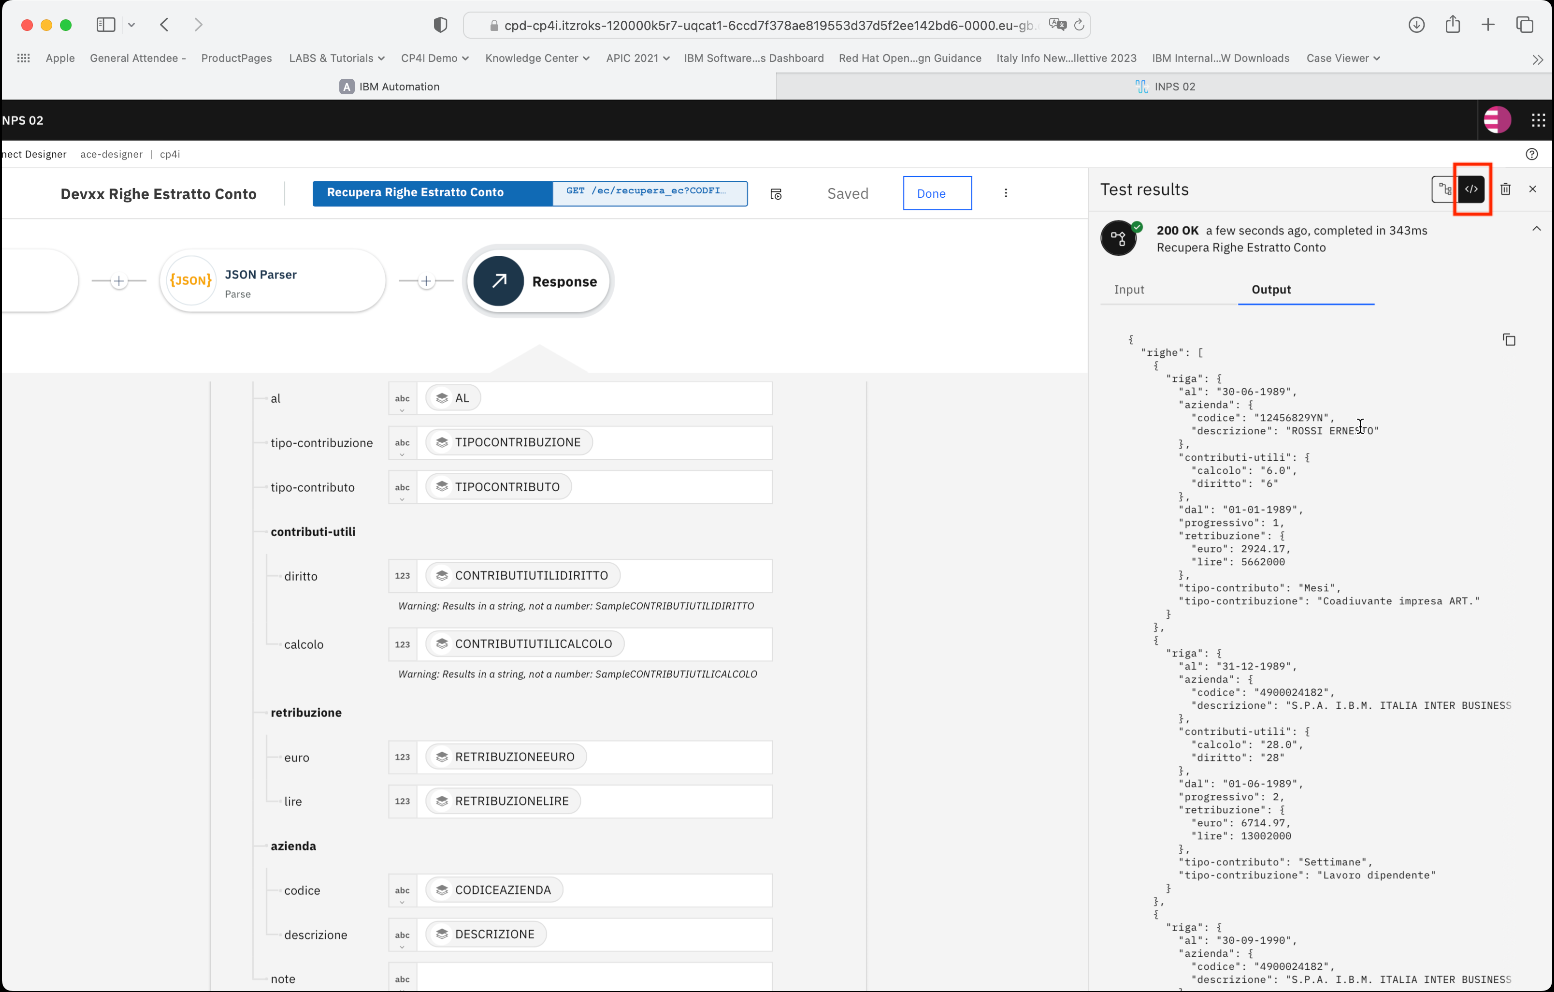 cpd-cp4i.itzroks-120000k5r7-uqcat1-6ccd7f378ae819553d37d5f2ee142bd6-0000.eu-gb.
Apple General Attendee - ProductPages LABS & Tutorials CP4I Demo Knowledge Center APIC 2021 IBM Software...s Dashboard Red Hat Open...gn Guidance Italy Info New...llettive 2023 IBM Internal...W Downloads Case Viewer
A IBM Automation INPS 02
NPS 02
nnect Designer ace-designer | cp4i
Devxx Righe Estratto Conto
Recupera Righe Estratto Conto GET /ec/recupera_ec?CODFI...
Saved
Done
{JSON} JSON Parser
Parse
Response
al abc AL
tipo-contribuzione abc TIPOCONTRIBUZIONE
tipo-contributo abc TIPOCONTRIBUTO
contributi-utili
diritto 123 CONTRIBUTIUTILIDIRITTO
Warning: Results in a string, not a number: SampleCONTRIBUTIUTILIDIRITTO
calcolo 123 CONTRIBUTIUTILICALCOLO
Warning: Results in a string, not a number: SampleCONTRIBUTIUTILICALCOLO
retribuzione
euro 123 RETRIBUZIONEEURO
lire 123 RETRIBUZIONELIRE
azienda
codice abc CODICEAZIENDA
descrizione abc DESCRIZIONE
note abc
Test results
</>
200 OK a few seconds ago, completed in 343ms
Recupera Righe Estratto Conto
Input Output
{
"righe": [
{
"riga": {
"al": "30-06-1989",
"azienda": {
"codice": "12456829YN",
"descrizione": "ROSSI ERNESTO"
},
"contributi-utili": {
"calcolo": "6.0",
"diritto": "6"
},
"dal": "01-01-1989",
"progressivo": 1,
"retribuzione": {
"euro": 2924.17,
"lire": 5662000
},
"tipo-contributo": "Mesi",
"tipo-contribuzione": "Coadiuvante impresa ART."
}
},
{
"riga": {
"al": "31-12-1989",
"azienda": {
"codice": "4900024182",
"descrizione": "S.P.A. I.B.M. ITALIA INTER BUSINESS
},
"contributi-utili": {
"calcolo": "28.0",
"diritto": "28"
},
"dal": "01-06-1989",
"progressivo": 2,
"retribuzione": {
"euro": 6714.97,
"lire": 13002000
},
"tipo-contributo": "Settimane",
"tipo-contribuzione": "Lavoro dipendente"
}
},
{
"riga": {
"al": "30-09-1990",
"azienda": {
"codice": "4900024182",
"descrizione": "S.P.A. I.B.M. ITALIA INTER BUSINESS